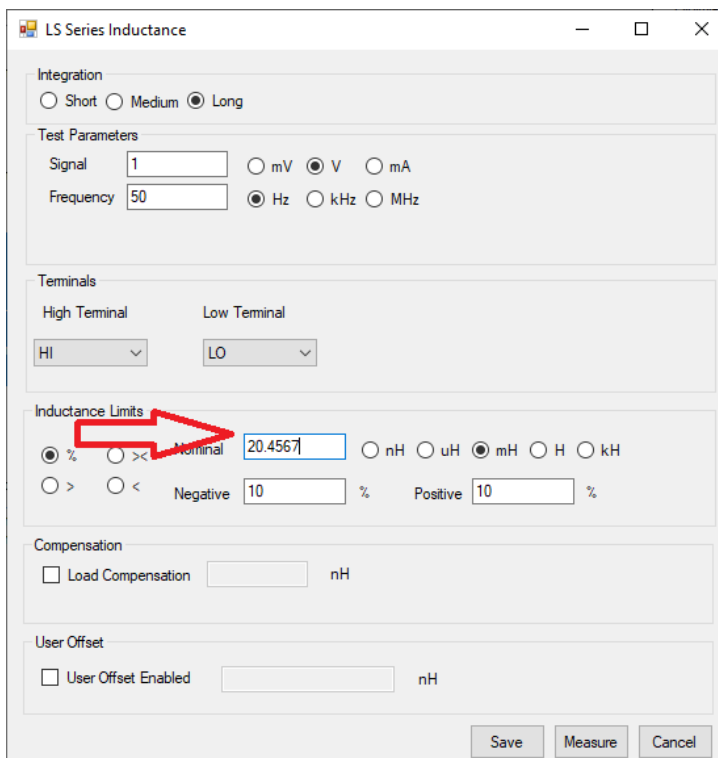 LS Series Inductance
Integration
Short Medium Long
Test Parameters
Signal 1 mV V mA
Frequency 50 Hz kHz MHz
Terminals
High Terminal Low Terminal
HI LO
Inductance Limits
% >< Nominal 20.4567 nH uH mH H kH
> < Negative 10 % Positive 10 %
Compensation
Load Compensation nH
User Offset
User Offset Enabled nH
Save Measure Cancel